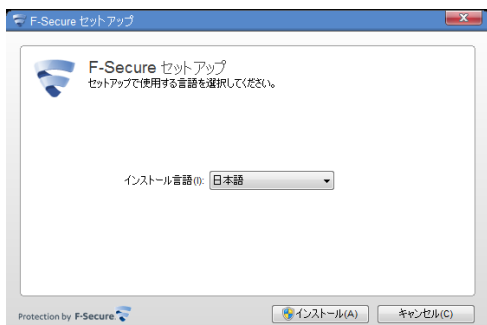 F-Secure セットアップ
F-Secure セットアップ
セットアップで使用する言語を選択してください。
インストール言語(I): 日本語
Protection by F-Secure インストール(A) キャンセル(C)